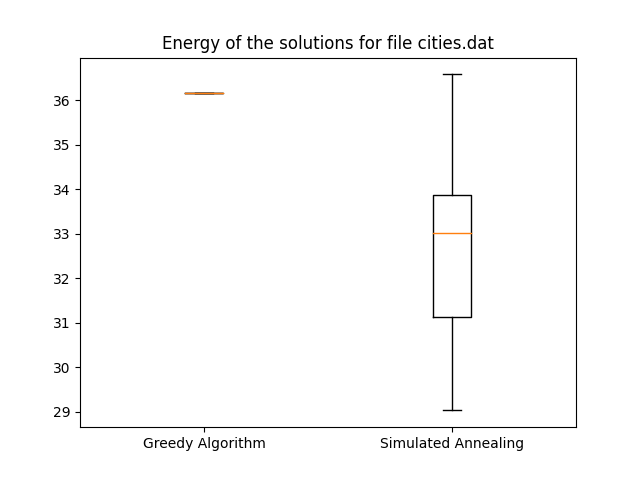 Energy of the solutions for file cities.dat
36
35
34
33
32
31
30
29
Greedy Algorithm
Simulated Annealing